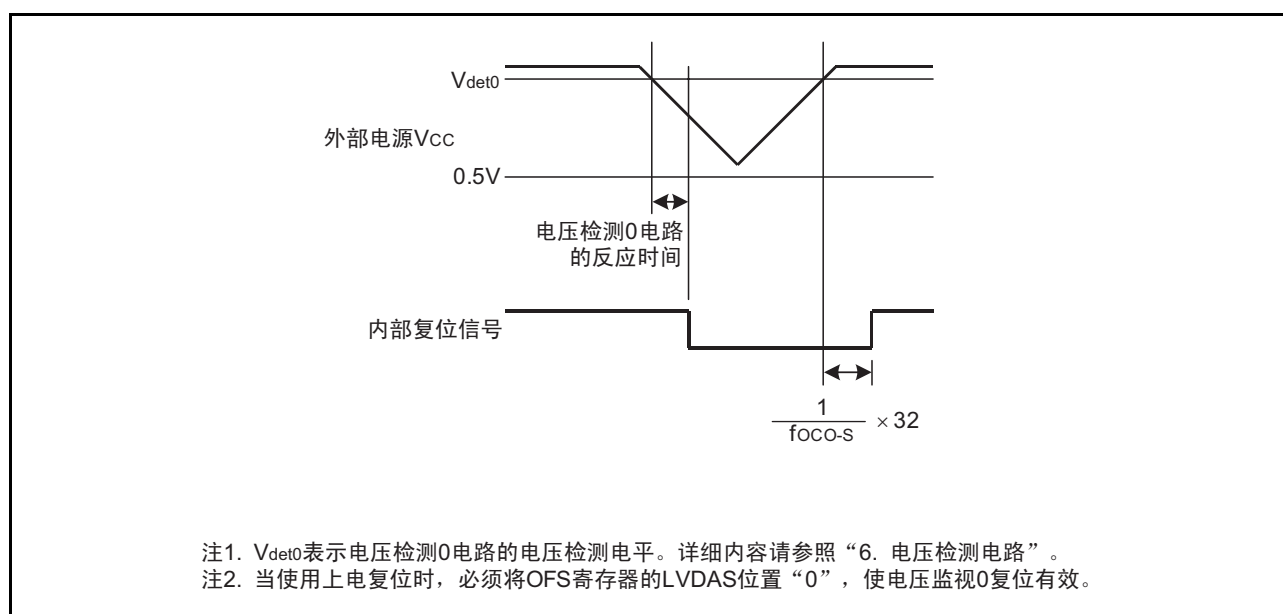 Vdet0
外部电源VCC
0.5V
电压检测0电路
的反应时间
内部复位信号
1
fOCO-S
× 32
注1. Vdet0表示电压检测0电路的电压检测电平。详细内容请参照“6. 电压检测电路”。
注2. 当使用上电复位时，必须将OFS寄存器的LVDAS位置“0”，使电压监视0复位有效。